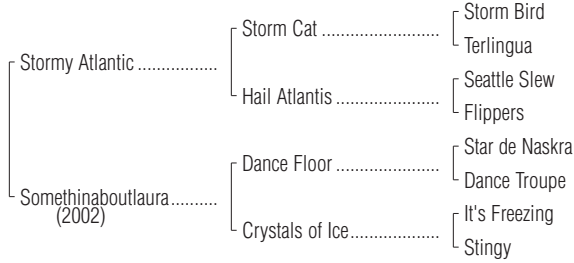 Storm Bird
Storm Cat ........................
Terlingua
Stormy Atlantic ................
Seattle Slew
Hail Atlantis .....................
Flippers
Star de Naskra
Dance Floor .....................
Dance Troupe
Somethinaboutlaura..........
(2002)
It's Freezing
Crystals of Ice..................
Stingy